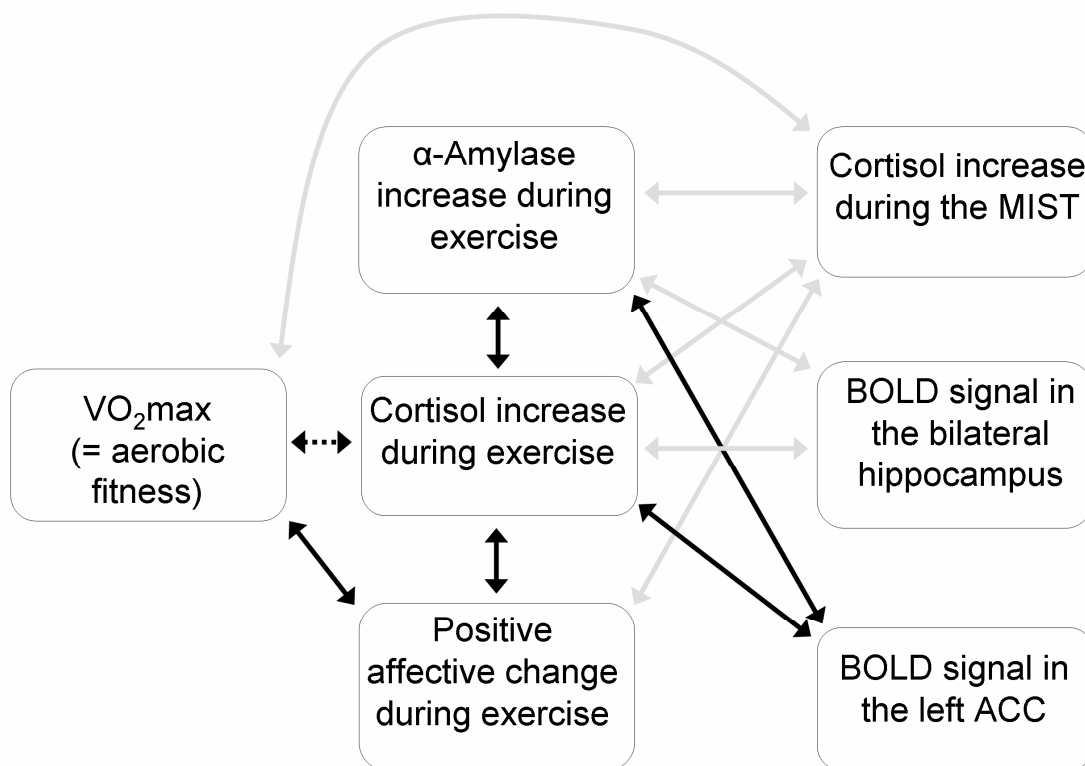 α-Amylase
increase during
exercise
Cortisol increase
during the MIST
VO₂max
(= aerobic
fitness)
Cortisol increase
during exercise
BOLD signal in
the bilateral
hippocampus
Positive
affective change
during exercise
BOLD signal in
the left ACC